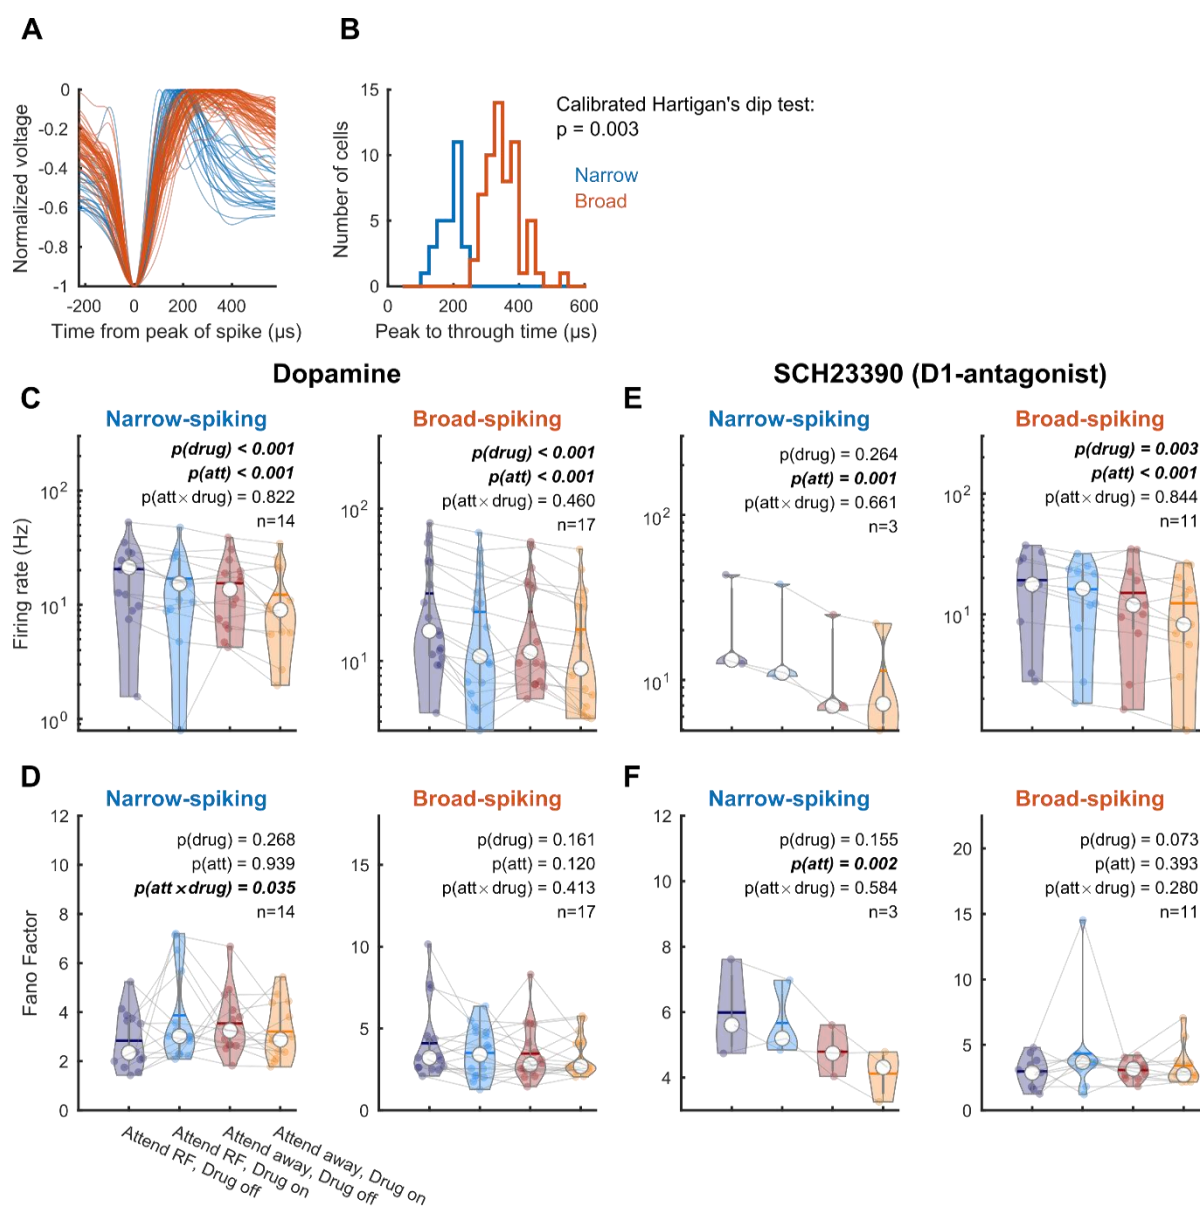 A
B
0
-0.2
-0.4
-0.6
-0.8
-1
Normalized voltage
-200 0 200 400
Time from peak of spike (µs)
15
10
5
0
Number of cells
0 200 400 600
Peak to through time (µs)
Calibrated Hartigan's dip test:
p = 0.003
Narrow
Broad
Dopamine
SCH23390 (D1-antagonist)
C
Narrow-spiking
p(drug) < 0.001
p(att) < 0.001
p(att×drug) = 0.822
n=14
10²
10¹
10⁰
Firing rate (Hz)
Broad-spiking
p(drug) < 0.001
p(att) < 0.001
p(att×drug) = 0.460
n=17
10²
10¹
E
Narrow-spiking
p(drug) = 0.264
p(att) = 0.001
p(att×drug) = 0.661
n=3
10²
10¹
Broad-spiking
p(drug) = 0.003
p(att) < 0.001
p(att×drug) = 0.844
n=11
10²
10¹
D
Narrow-spiking
p(drug) = 0.268
p(att) = 0.939
p(att×drug) = 0.035
n=14
12
10
8
6
4
2
0
Fano Factor
Attend RF, Drug off
Attend RF, Drug on
Attend away, Drug off
Attend away, Drug on
Broad-spiking
p(drug) = 0.161
p(att) = 0.120
p(att×drug) = 0.413
n=17
15
10
5
0
F
Narrow-spiking
p(drug) = 0.155
p(att) = 0.002
p(att×drug) = 0.584
n=3
12
10
8
6
4
Broad-spiking
p(drug) = 0.073
p(att) = 0.393
p(att×drug) = 0.280
n=11
20
15
10
5
0